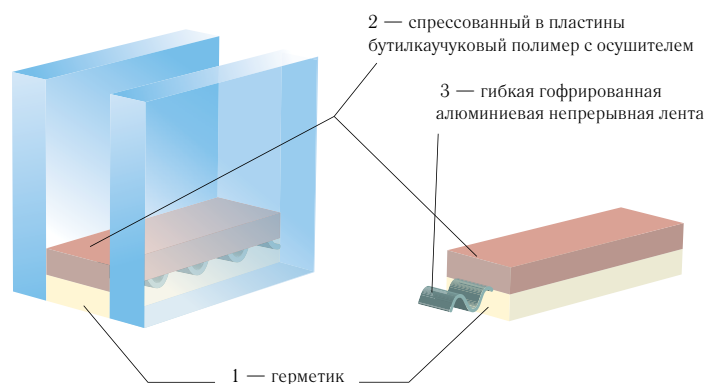 2 — спрессованный в пластины
бутилкаучуковый полимер с осушителем
3 — гибкая гофрированная
алюминиевая непрерывная лента
1 — герметик